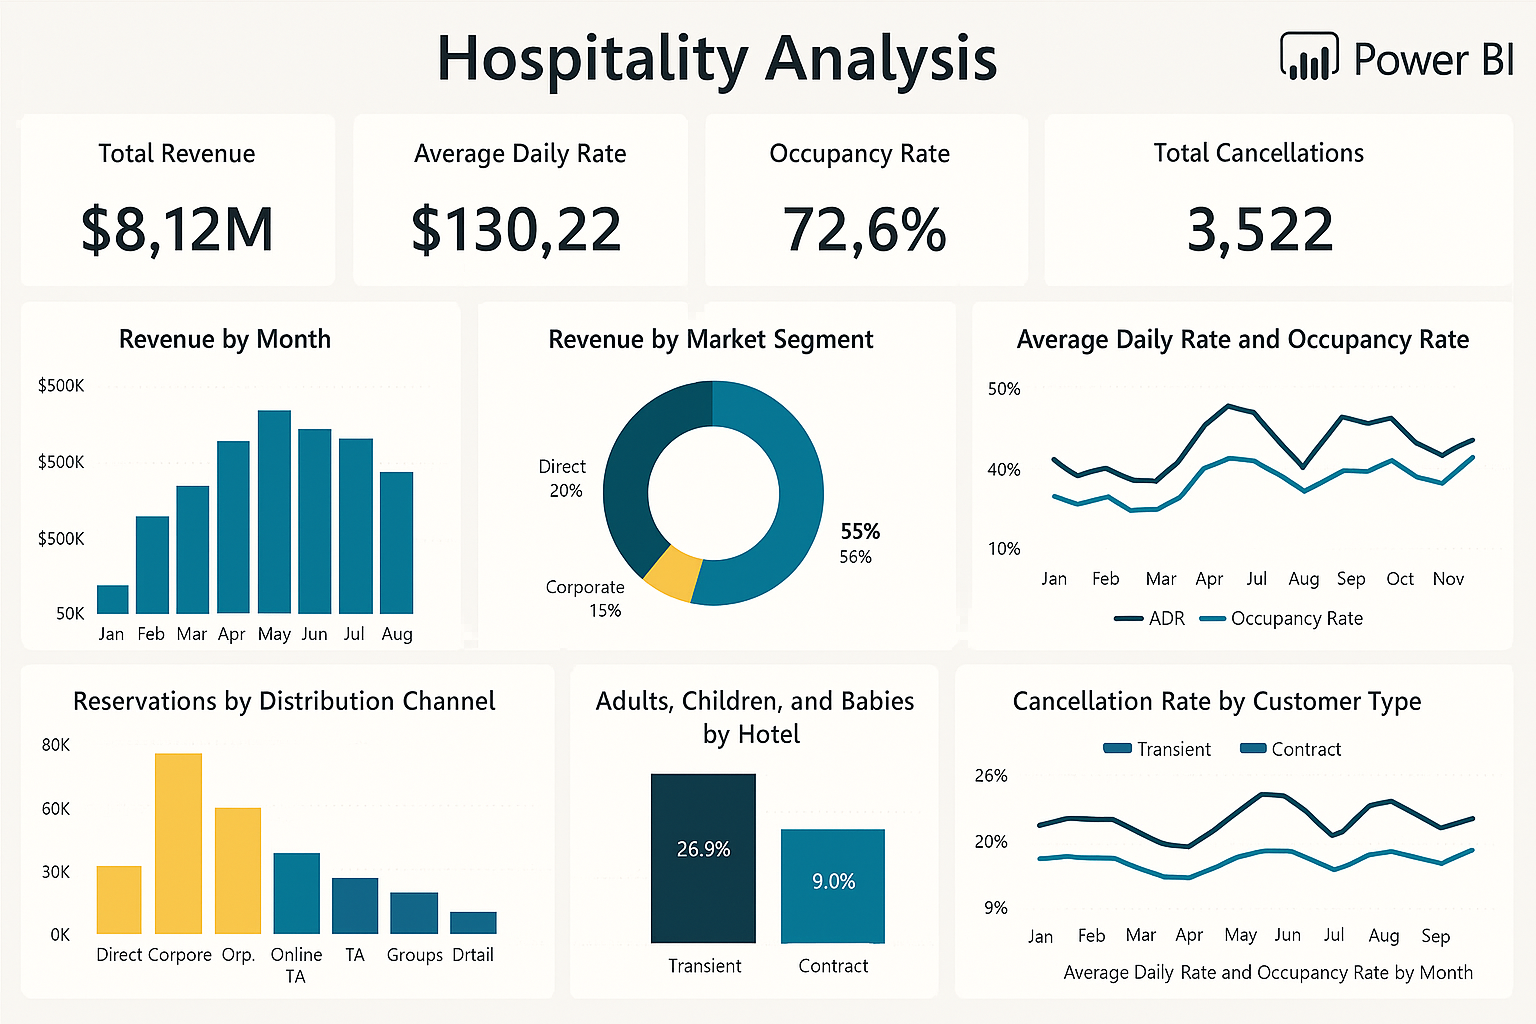 Hospitality Analysis
Power BI
Total Revenue
$8,12M
Average Daily Rate
$130,22
Occupancy Rate
72,6%
Total Cancellations
3,522
Revenue by Month
$500K
$500K
$500K
50K
Jan Feb Mar Apr May Jun Jul Aug
Revenue by Market Segment
Direct
20%
55%
56%
Corporate
15%
Average Daily Rate and Occupancy Rate
50%
40%
10%
Jan Feb Mar Apr Jul Aug Sep Oct Nov
ADR Occupancy Rate
Reservations by Distribution Channel
80K
60K
30K
0K
Direct Corpore Orp. Online TA Groups Drtail
TA
Adults, Children, and Babies
by Hotel
26.9%
9.0%
Transient Contract
Cancellation Rate by Customer Type
Transient Contract
26%
20%
9%
Jan Feb Mar Apr May Jun Jul Aug Sep
Average Daily Rate and Occupancy Rate by Month